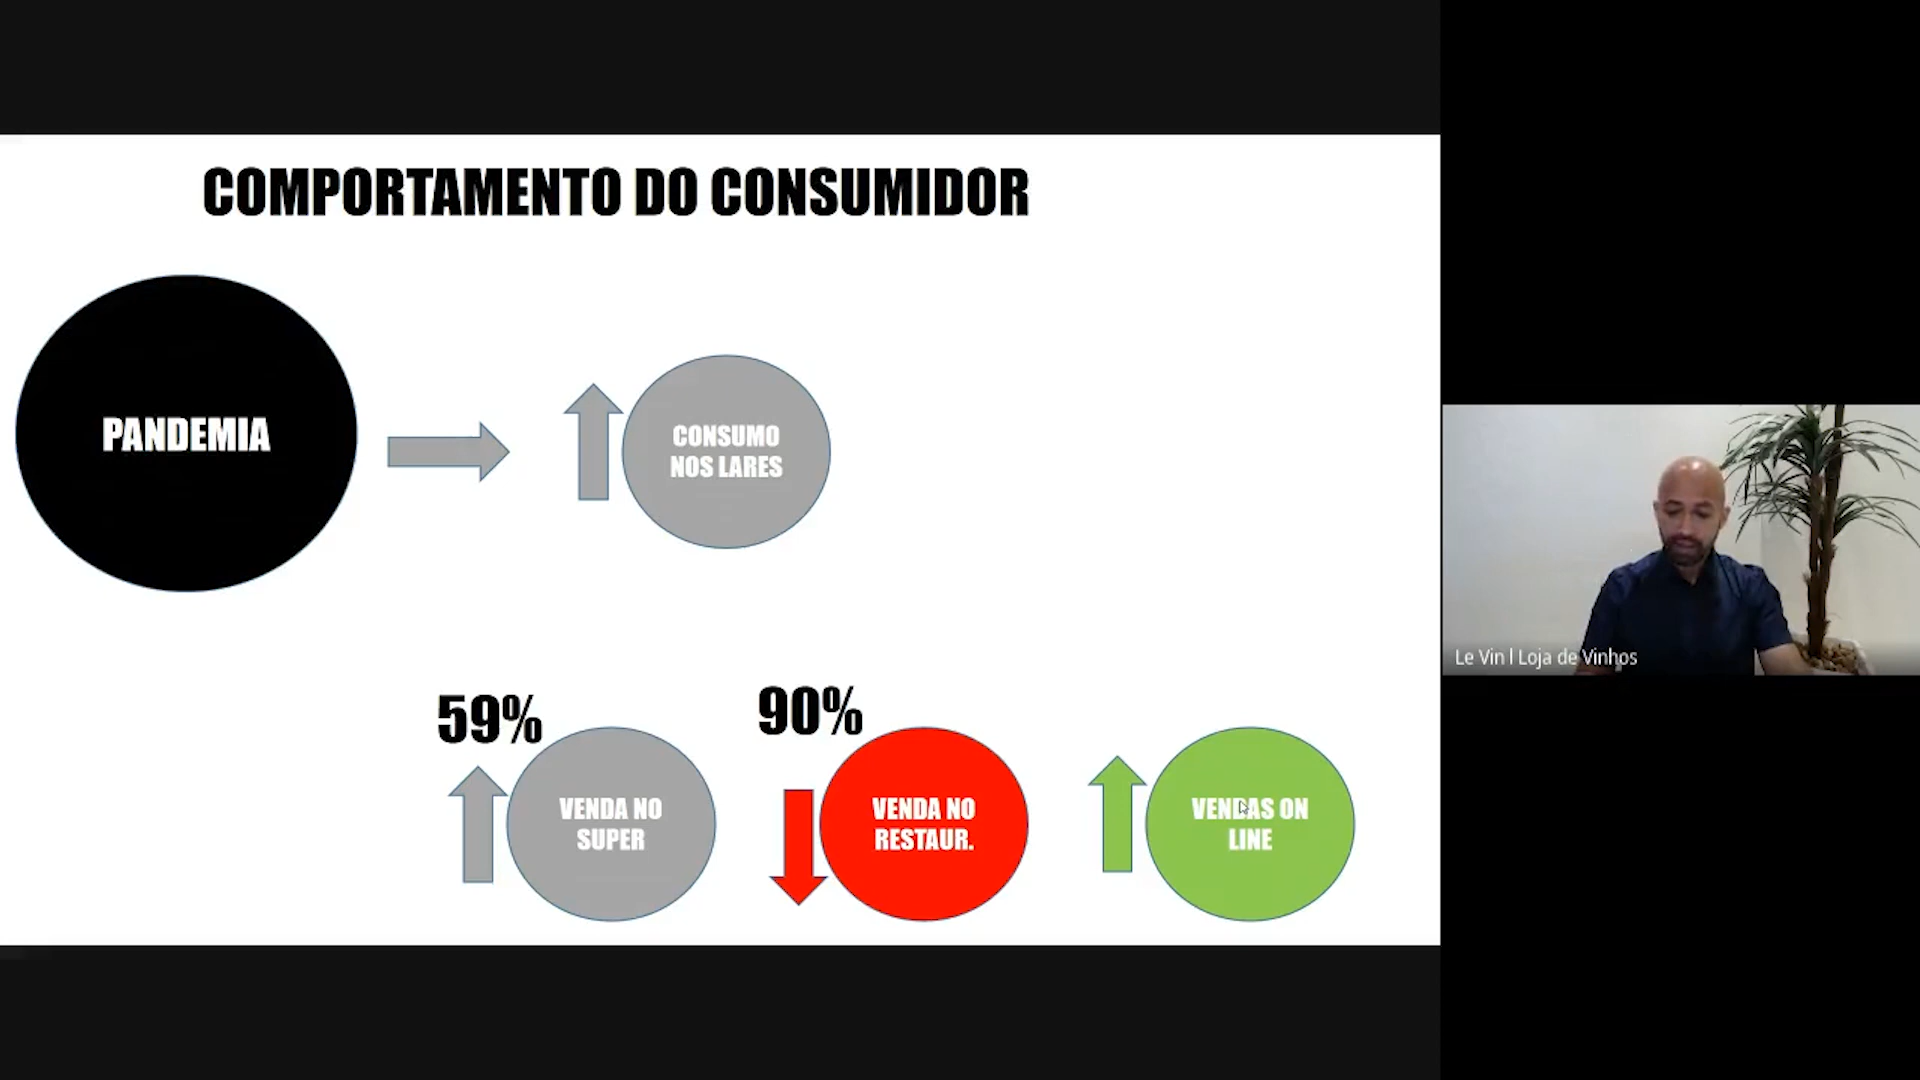 COMPORTAMENTO DO CONSUMIDOR
PANDEMIA
CONSUMO
NOS LARES
59%
VENDA NO
SUPER
90%
VENDA NO
RESTAUR.
VENDAS ON
LINE
Le Vin l Loja de Vinhos